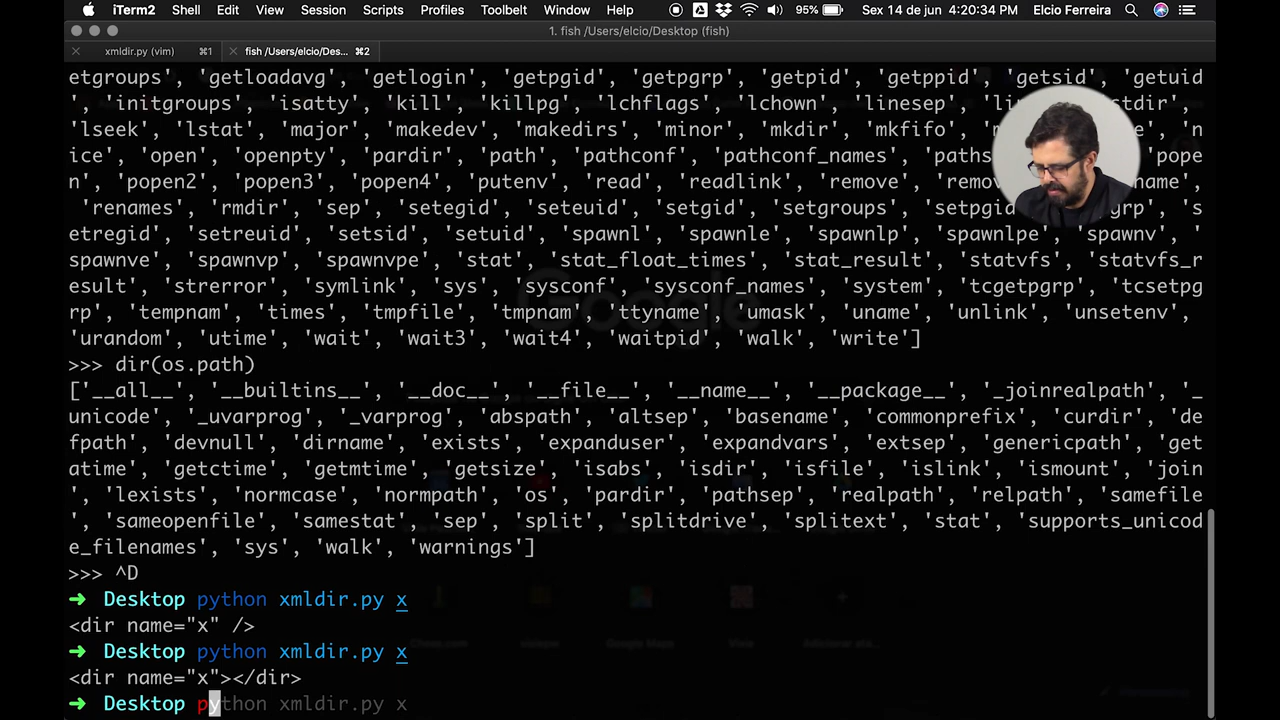 iTerm2 Shell Edit View Session Scripts Profiles Toolbelt Window Help 95% Sex 14 de jun 4:20:34 PM Elcio Ferreira
1. fish /Users/elcio/Desktop (fish)
xmldir.py (vim) ⌘1 fish /Users/elcio/Des... ⌘2
etgroups', 'getloadavg', 'getlogin', 'getpgid', 'getpgrp', 'getpid', 'getppid', 'getsid', 'getuid
', 'initgroups', 'isatty', 'kill', 'killpg', 'lchflags', 'lchown', 'linesep',
'lseek', 'lstat', 'major', 'makedev', 'makedirs', 'minor', 'mkdir', 'mkfifo', 'n
ice', 'open', 'openpty', 'pardir', 'path', 'pathconf', 'pathconf_names', 'popen
n', 'popen2', 'popen3', 'popen4', 'putenv', 'read', 'readlink', 'remove',
'renames', 'rmdir', 'sep', 'setegid', 'seteuid', 'setgid', 'setgroups', 's
etregid', 'setreuid', 'setsid', 'setuid', 'spawnl', 'spawnle', 'spawnlp', 'spawnlpe', 'spawnv', '
spawnve', 'spawnvp', 'spawnvpe', 'stat', 'stat_float_times', 'stat_result', 'statvfs', 'statvfs_r
esult', 'strerror', 'symlink', 'sys', 'sysconf', 'sysconf_names', 'system', 'tcgetpgrp', 'tcsetpg
rp', 'tempnam', 'times', 'tmpfile', 'tmpnam', 'ttyname', 'umask', 'uname', 'unlink', 'unsetenv',
'urandom', 'utime', 'wait', 'wait3', 'wait4', 'waitpid', 'walk', 'write']
>>> dir(os.path)
['__all__', '__builtins__', '__doc__', '__file__', '__name__', '__package__', '_joinrealpath', '_
unicode', '_uvarprog', '_varprog', 'abspath', 'altsep', 'basename', 'commonprefix', 'curdir', 'de
fpath', 'devnull', 'dirname', 'exists', 'expanduser', 'expandvars', 'extsep', 'genericpath', 'get
atime', 'getctime', 'getmtime', 'getsize', 'isabs', 'isdir', 'isfile', 'islink', 'ismount', 'join
', 'lexists', 'normcase', 'normpath', 'os', 'pardir', 'pathsep', 'realpath', 'relpath', 'samefile
', 'sameopenfile', 'samestat', 'sep', 'split', 'splitdrive', 'splitext', 'stat', 'supports_unicod
e_filenames', 'sys', 'walk', 'warnings']
>>> ^D
➜ Desktop python xmldir.py x
<dir name="x" />
➜ Desktop python xmldir.py x
<dir name="x"></dir>
➜ Desktop python xmldir.py x